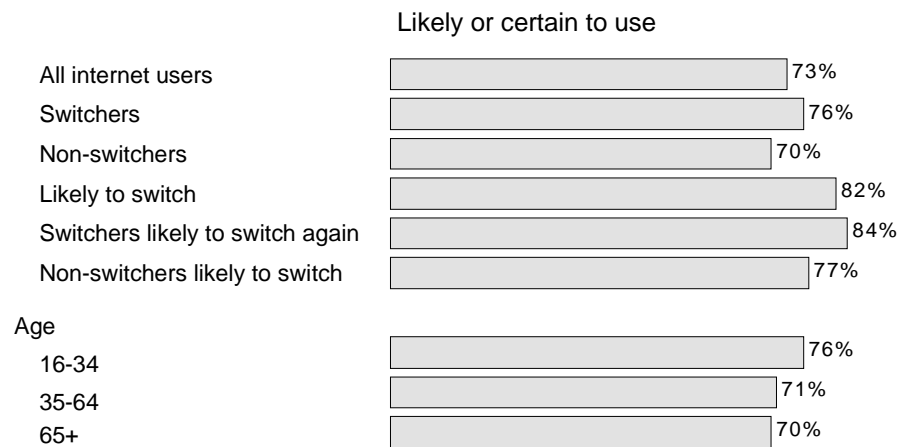 Likely or certain to use
All internet users 73%
Switchers 76%
Non-switchers 70%
Likely to switch 82%
Switchers likely to switch again 84%
Non-switchers likely to switch 77%
Age
16-34 76%
35-64 71%
65+ 70%